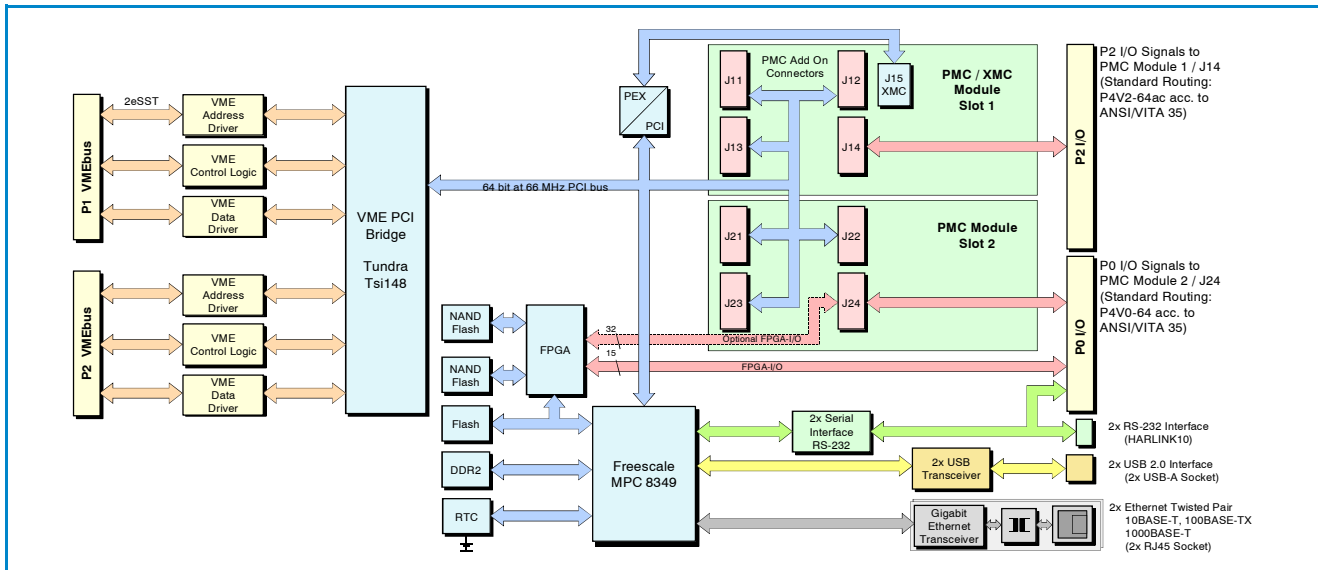 P1 VMEbus
2eSST
VME
Address
Driver
VME
Control Logic
VME
Data
Driver
P2 VMEbus
VME
Address
Driver
VME
Control Logic
VME
Data
Driver
VME PCI
Bridge
Tundra
Tsi148
64 bit at 66 MHz PCI bus
PEX
PCI
J11
PMC Add On
Connectors
J12
J15
XMC
PMC / XMC
Module
Slot 1
J13
J14
J21
J22
PMC Module
Slot 2
J23
J24
P2 I/O
P2 I/O Signals to
PMC Module 1 / J14
(Standard Routing:
P4V2-64ac acc. to
ANSI/VITA 35)
P0 I/O
P0 I/O Signals to
PMC Module 2 / J24
(Standard Routing:
P4V0-64 acc. to
ANSI/VITA 35)
NAND
Flash
NAND
Flash
FPGA
32
Optional FPGA-I/O
15
FPGA-I/O
Flash
DDR2
RTC
Freescale
MPC 8349
2x Serial
Interface
RS-232
2x RS-232 Interface
(HARLINK10)
2x USB
Transceiver
2x USB 2.0 Interface
(2x USB-A Socket)
Gigabit
Ethernet
Transceiver
2x Ethernet Twisted Pair
10BASE-T, 100BASE-TX
1000BASE-T
(2x RJ45 Socket)